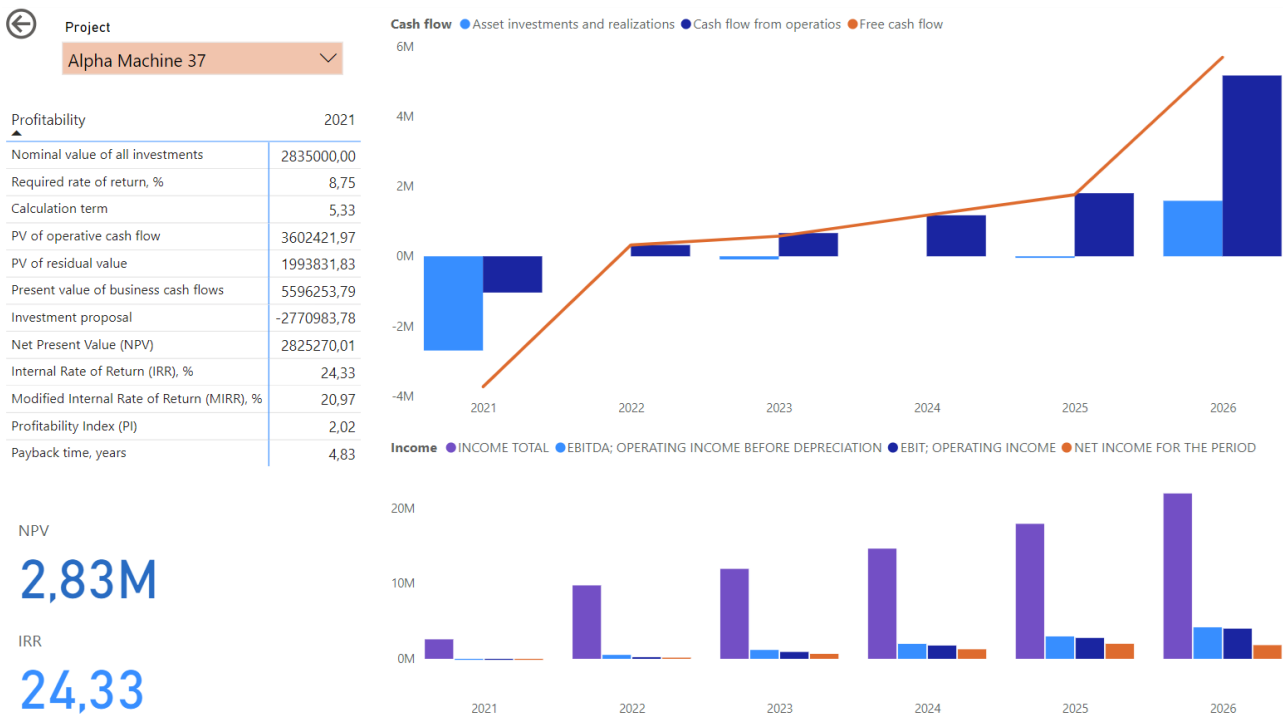 Project
Alpha Machine 37
Profitability 2021
Nominal value of all investments 2835000,00
Required rate of return, % 8,75
Calculation term 5,33
PV of operative cash flow 3602421,97
PV of residual value 1993831,83
Present value of business cash flows 5596253,79
Investment proposal -2770983,78
Net Present Value (NPV) 2825270,01
Internal Rate of Return (IRR), % 24,33
Modified Internal Rate of Return (MIRR), % 20,97
Profitability Index (PI) 2,02
Payback time, years 4,83
NPV
2,83M
IRR
24,33
Cash flow Asset investments and realizations Cash flow from operatios Free cash flow
6M
4M
2M
0M
-2M
-4M
2021 2022 2023 2024 2025 2026
Income INCOME TOTAL EBITDA; OPERATING INCOME BEFORE DEPRECIATION EBIT; OPERATING INCOME NET INCOME FOR THE PERIOD
20M
10M
0M
2021 2022 2023 2024 2025 2026